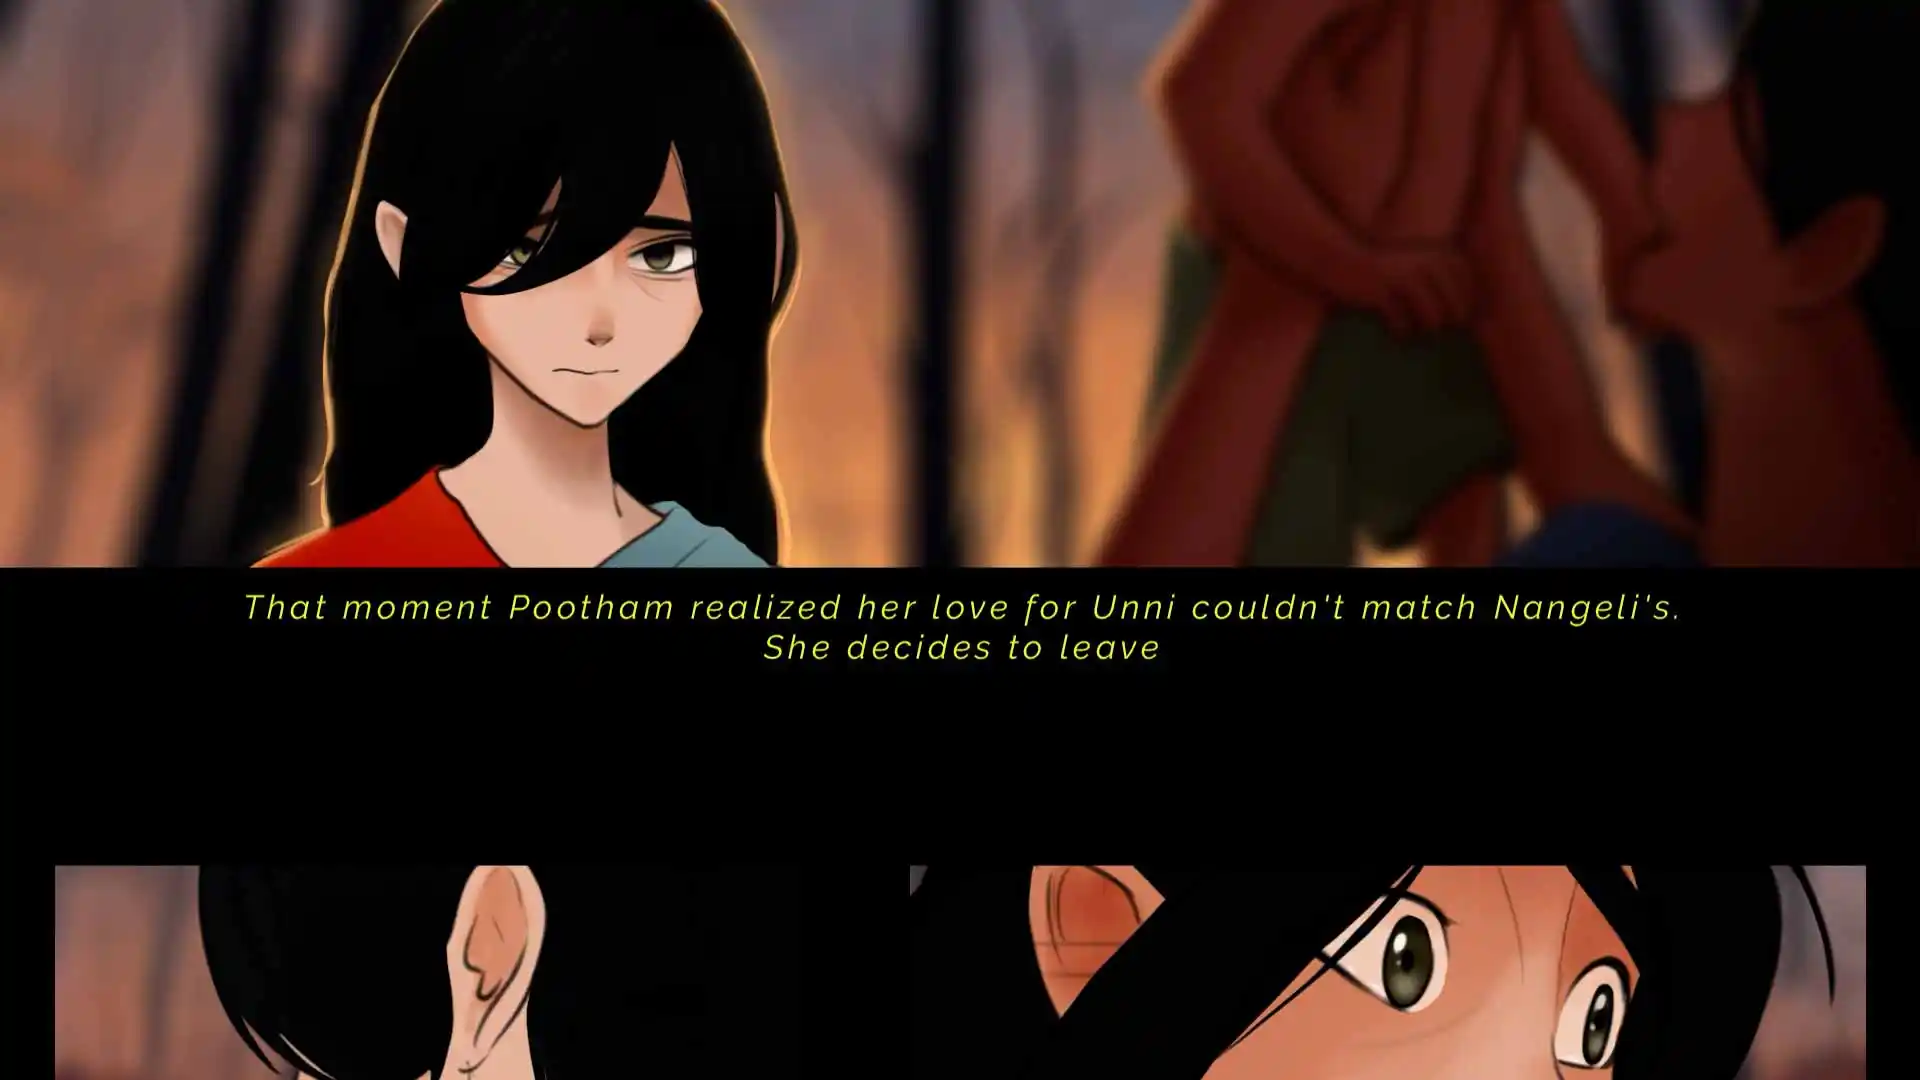 That moment Pootham realized her love for Unni couldn't match Nangeli's.
She decides to leave